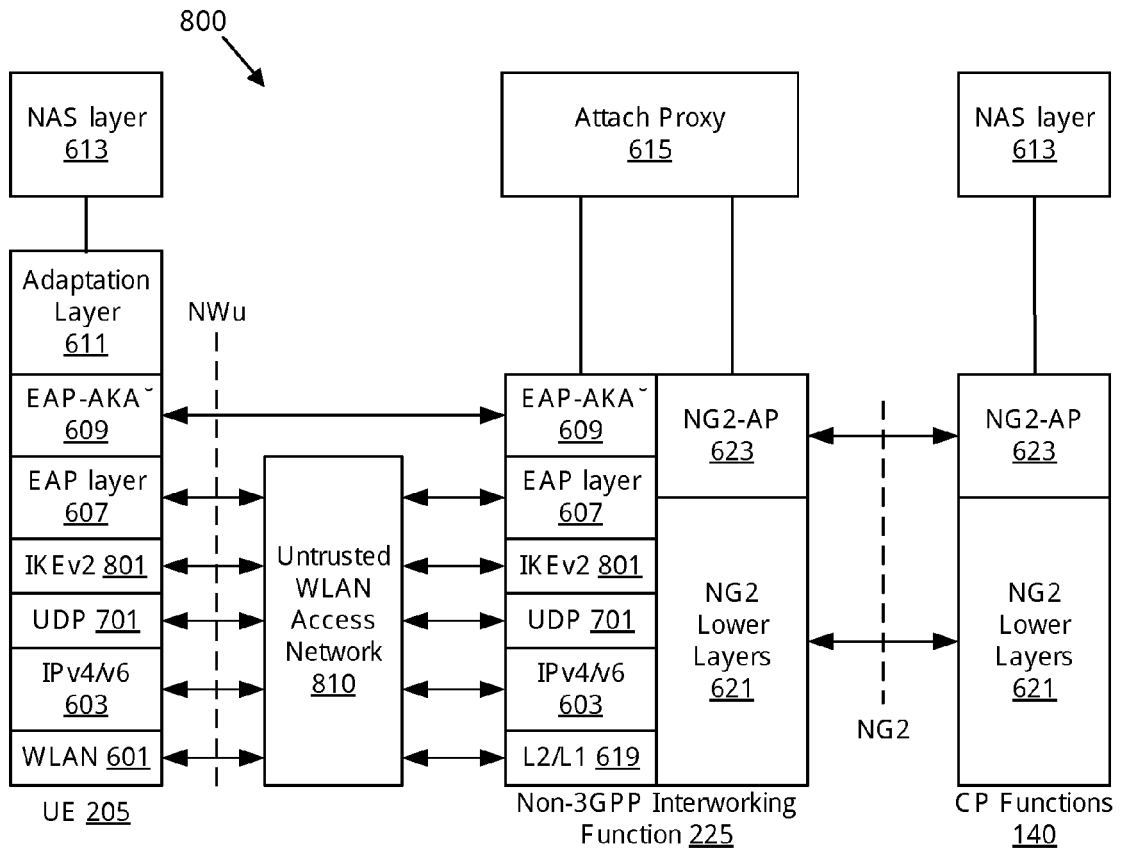 800
NAS layer
613
Attach Proxy
615
NAS layer
613
Adaptation
Layer
611
NWu
EAP-AKA˘
609
EAP layer
607
IKEv2 801
UDP 701
IPv4/v6
603
WLAN 601
UE 205
Untrusted
WLAN
Access
Network
810
EAP-AKA˘
609
EAP layer
607
IKEv2 801
UDP 701
IPv4/v6
603
L2/L1 619
NG2-AP
623
NG2
Lower
Layers
621
Non-3GPP Interworking
Function 225
NG2
NG2-AP
623
NG2
Lower
Layers
621
CP Functions
140